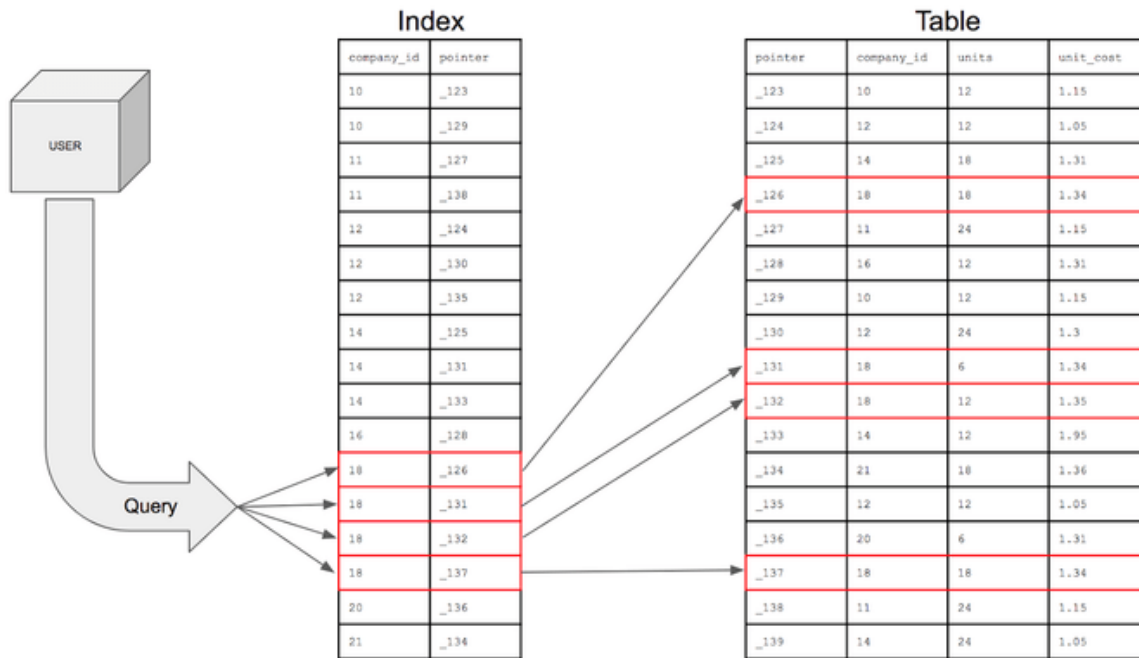 Index
Table
USER
Query
company_id pointer
10 _123
10 _129
11 _127
11 _138
12 _124
12 _130
12 _135
14 _125
14 _131
14 _133
16 _128
18 _126
18 _131
18 _132
18 _137
20 _136
21 _134
pointer company_id units unit_cost
_123 10 12 1.15
_124 12 12 1.05
_125 14 18 1.31
_126 18 18 1.34
_127 11 24 1.15
_128 16 12 1.31
_129 10 12 1.15
_130 12 24 1.3
_131 18 6 1.34
_132 18 12 1.35
_133 14 12 1.95
_134 21 18 1.36
_135 12 12 1.05
_136 20 6 1.31
_137 18 18 1.34
_138 11 24 1.15
_139 14 24 1.05